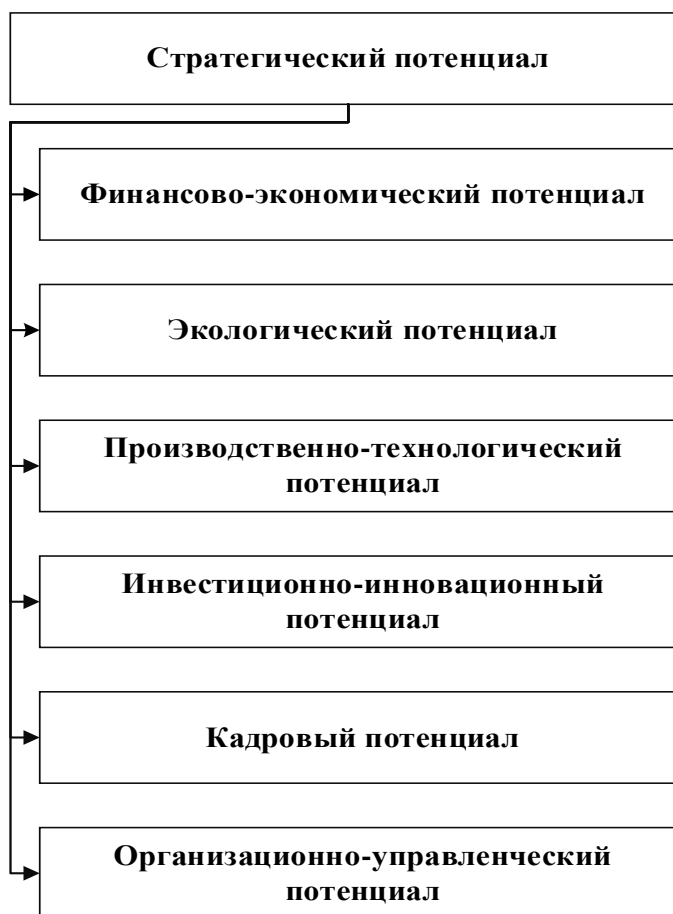 Стратегический потенциал
Финансово-экономический потенциал
Экологический потенциал
Производственно-технологический
потенциал
Инвестиционно-инновационный
потенциал
Кадровый потенциал
Организационно-управленческий
потенциал